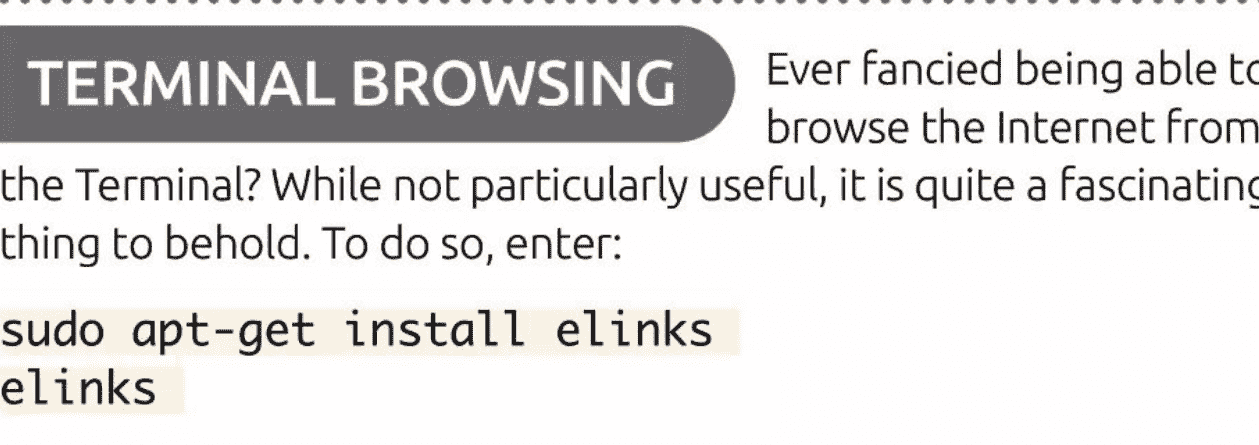 TERMINAL BROWSING
Ever fancied being able to
browse the Internet from
the Terminal? While not particularly useful, it is quite a fascinating
thing to behold. To do so, enter:
sudo apt-get install elinks
elinks